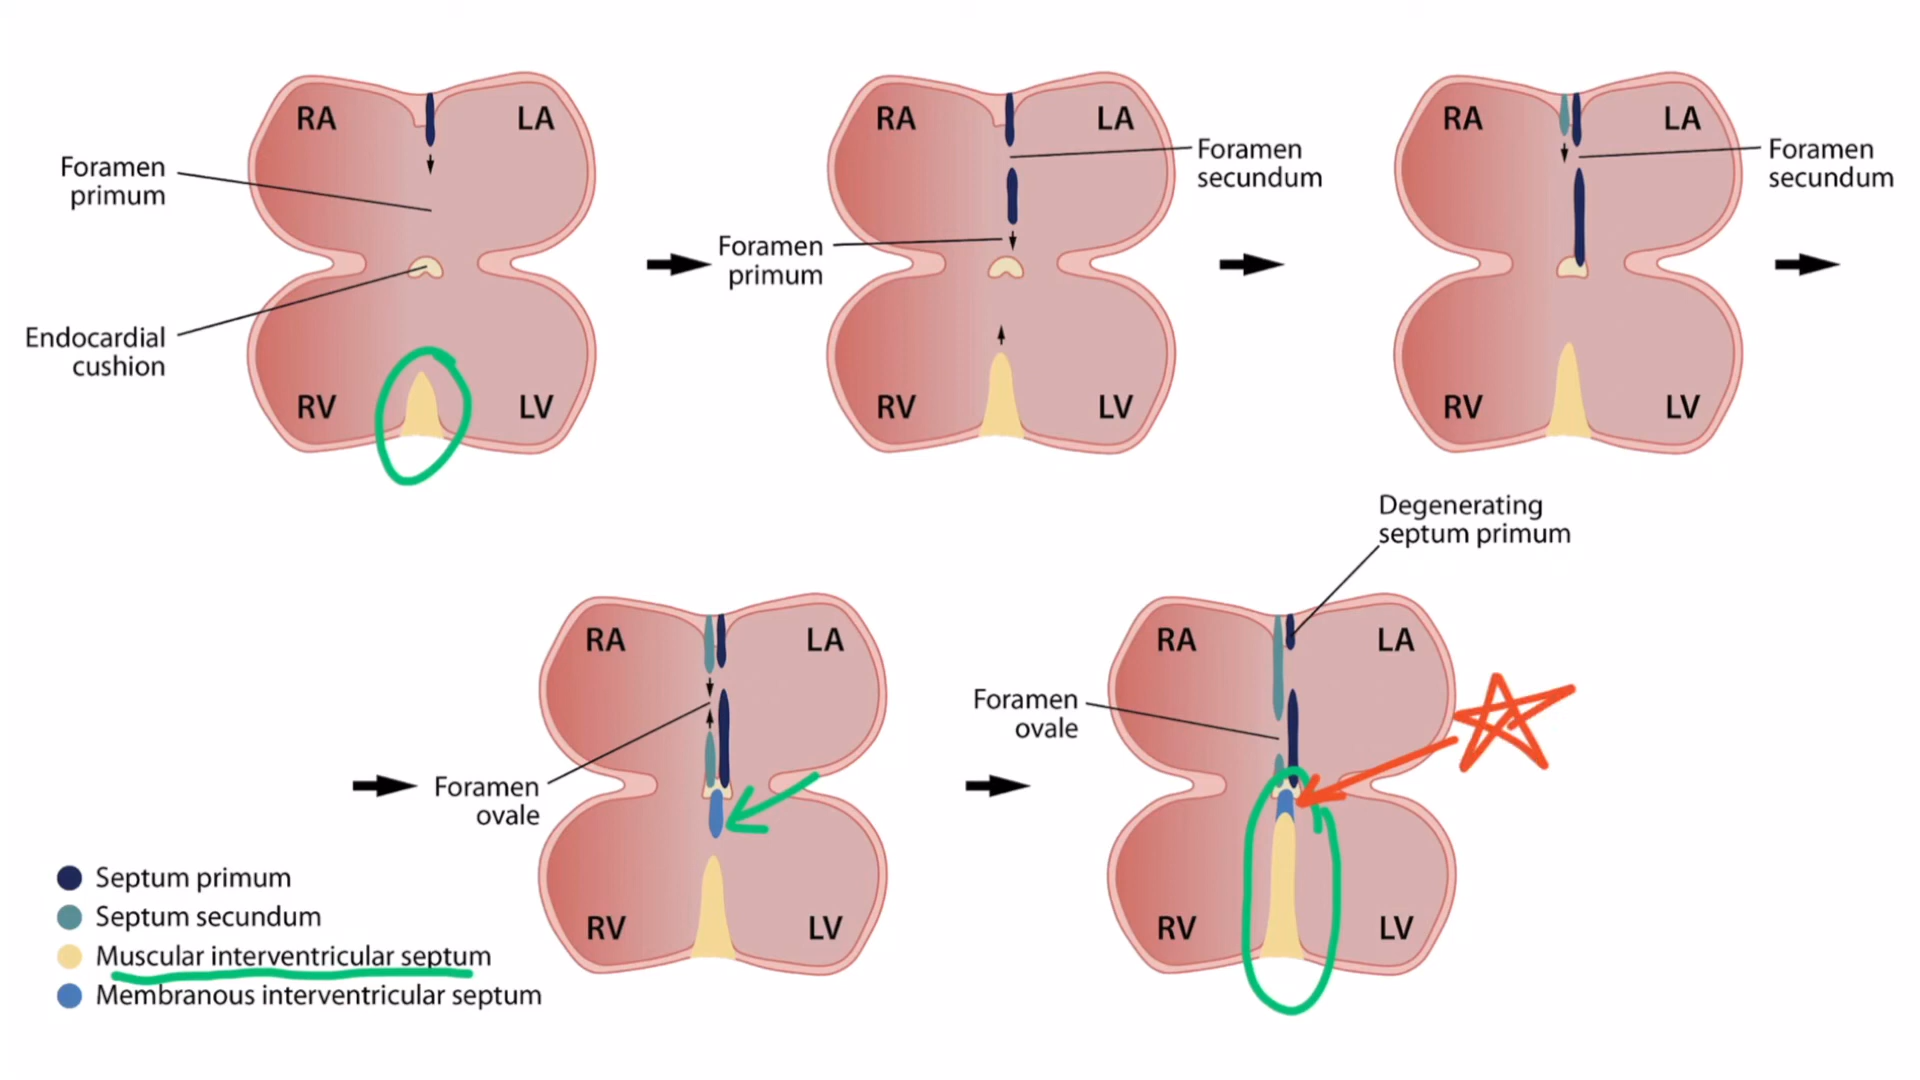 RA
LA
Foramen
primum
Endocardial
cushion
RV
LV
RA
LA
Foramen
secundum
Foramen
primum
RV
LV
RA
LA
Foramen
secundum
RV
LV
RA
LA
Foramen
ovale
RV
LV
Degenerating
septum primum
RA
LA
Foramen
ovale
RV
LV
Septum primum
Septum secundum
Muscular interventricular septum
Membranous interventricular septum